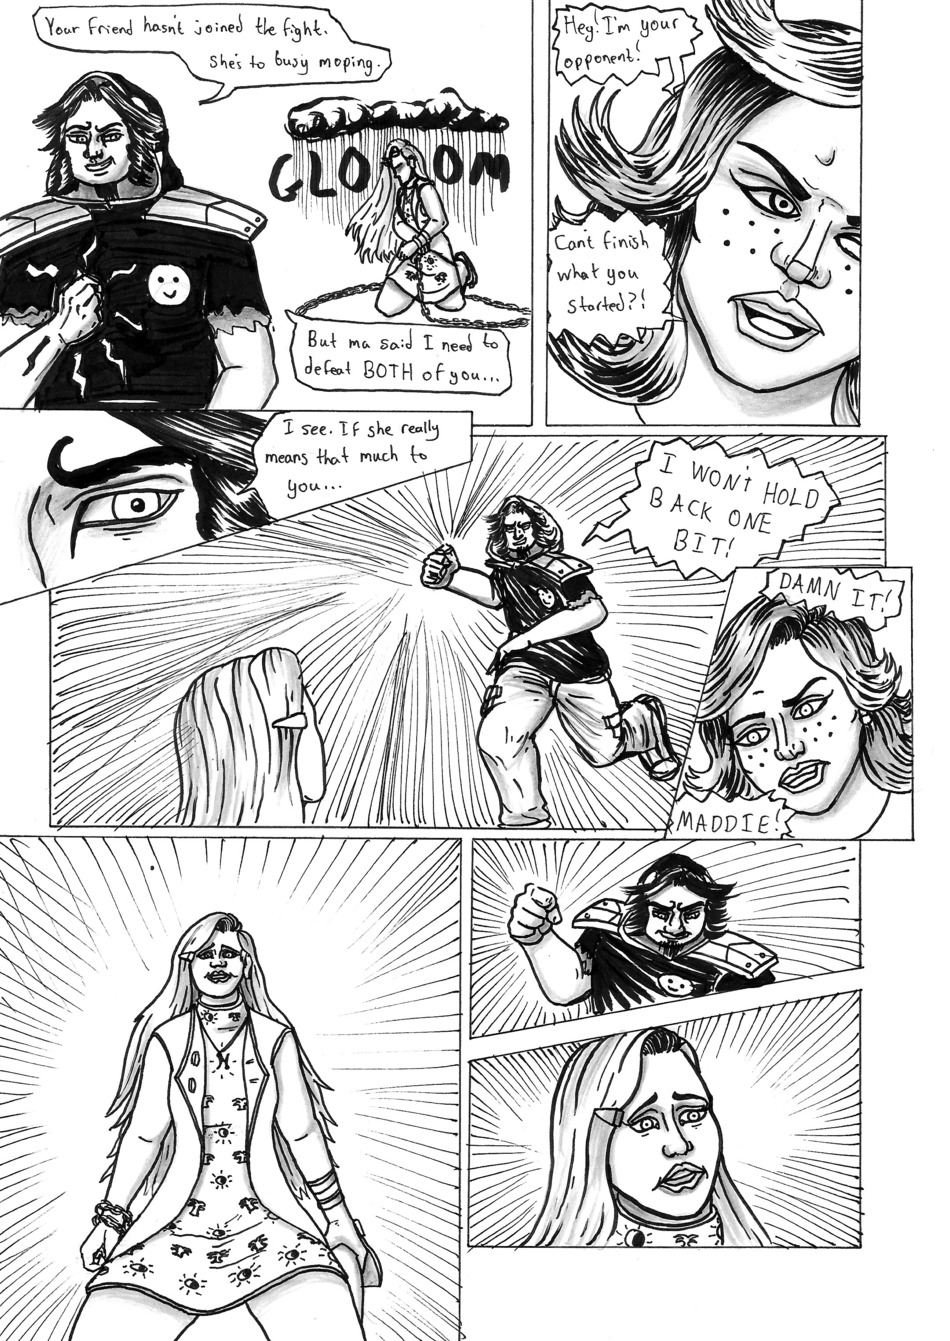 Your Friend hasn't joined the fight.
She's to busy moping.
GLOOOM
But ma said I need to
defeat BOTH of you...
Hey! I'm your
opponent!
Can't finish
what you
started?!
I see. If she really
means that much to
you...
I WON'T HOLD
BACK ONE
BIT!
DAMN IT!
MADDIE!